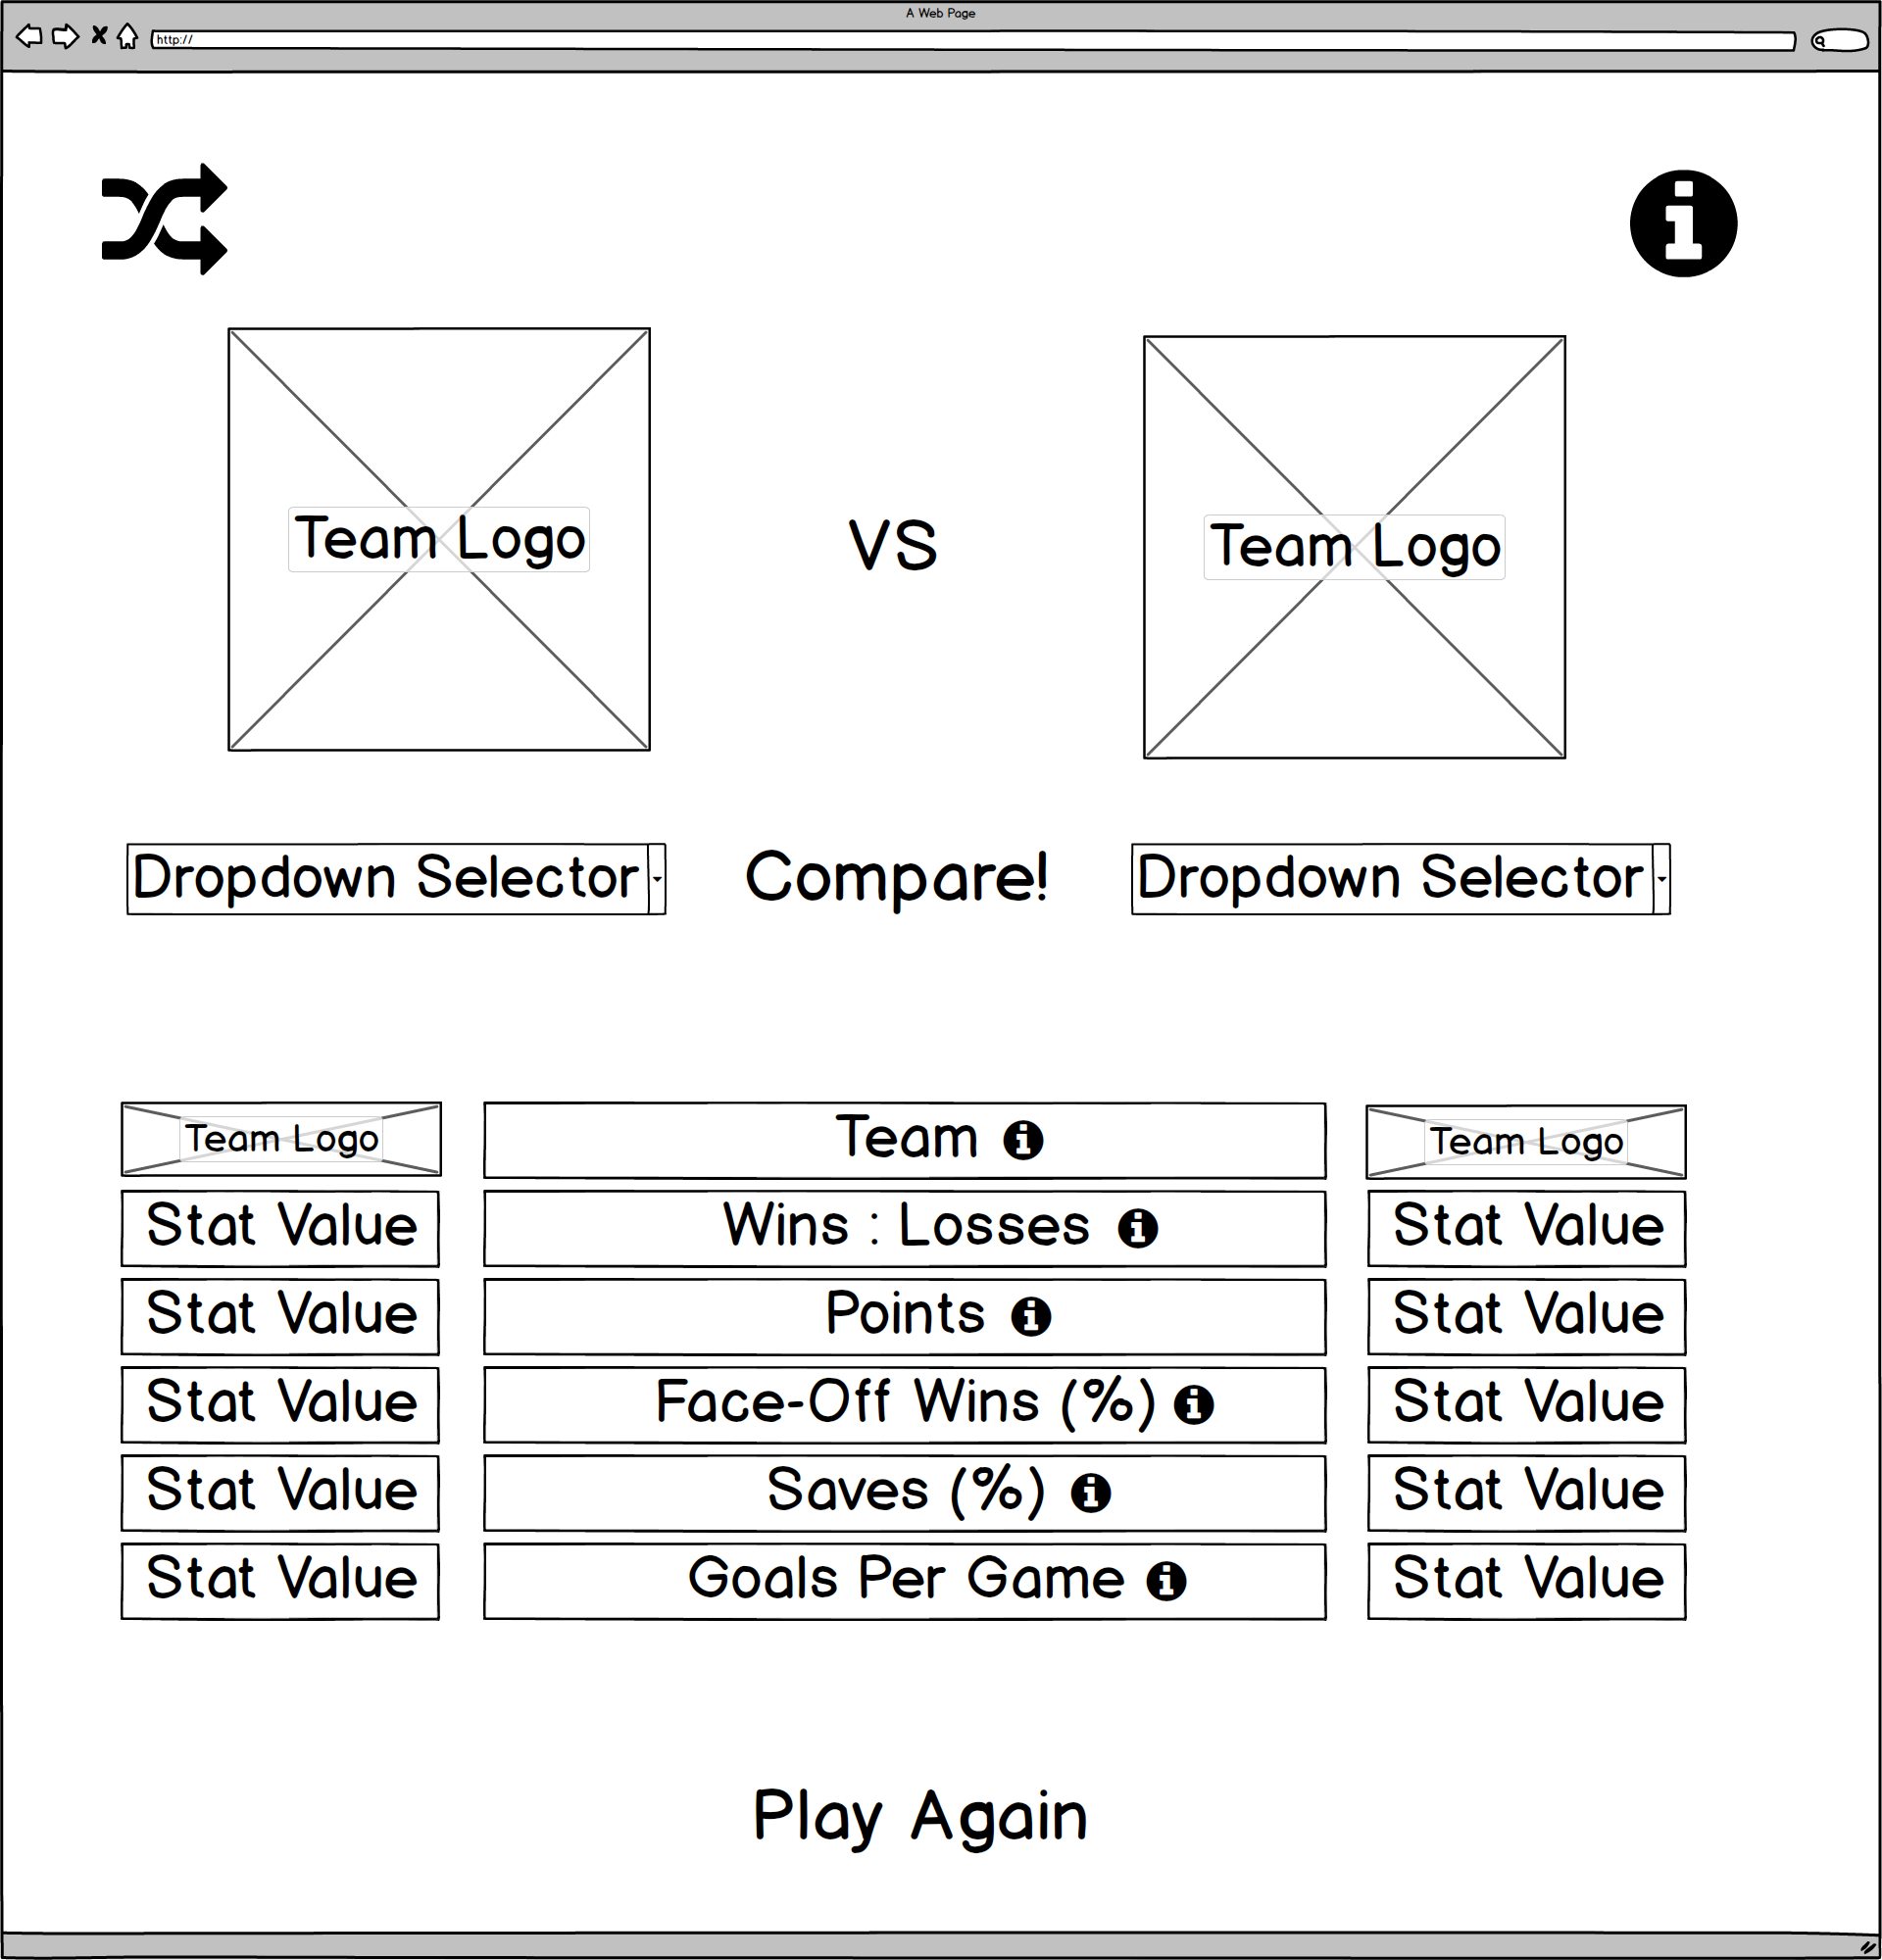 A Web Page
http://
Team Logo VS Team Logo
Dropdown Selector Compare! Dropdown Selector
Team Logo Team Team Logo
Stat Value Wins : Losses Stat Value
Stat Value Points Stat Value
Stat Value Face-Off Wins (%) Stat Value
Stat Value Saves (%) Stat Value
Stat Value Goals Per Game Stat Value
Play Again